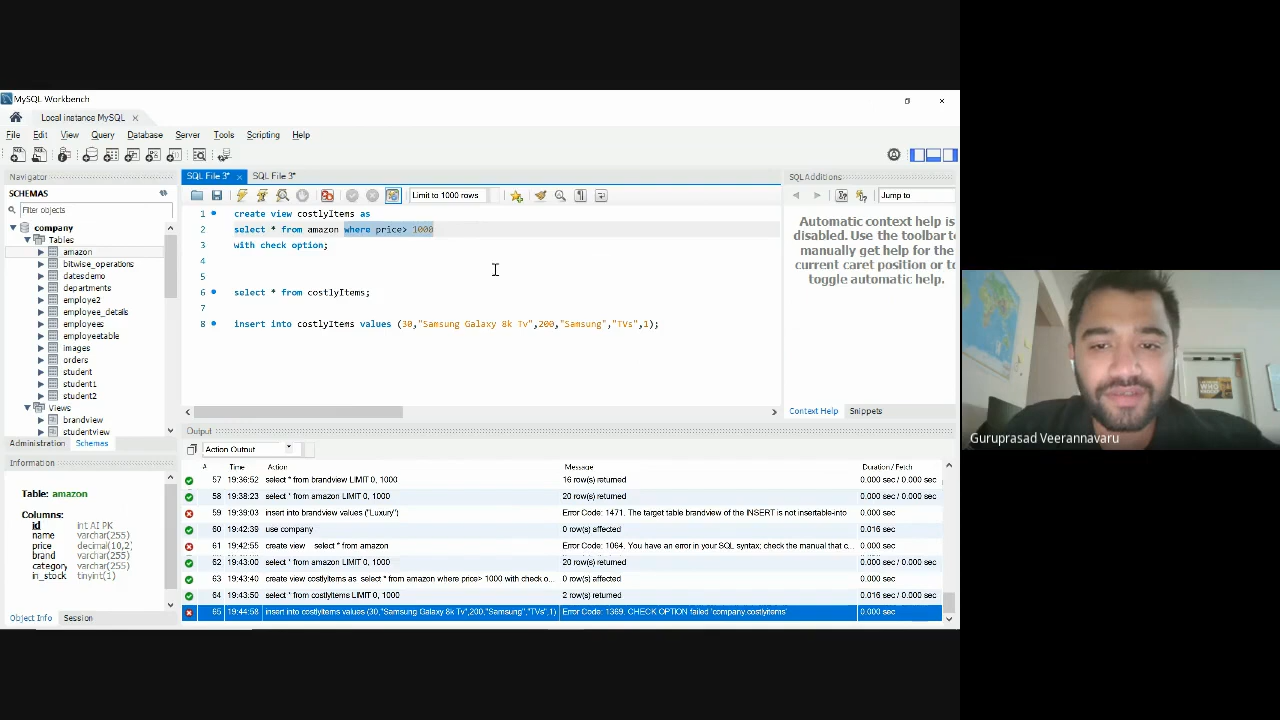 MySQL Workbench
Local instance MySQL
File Edit View Query Database Server Tools Scripting Help
Navigator
SCHEMAS
Filter objects
company
Tables
amazon
bitwise_operations
datesdemo
departments
employe2
employee_details
employees
employeetable
images
orders
student
student1
student2
Views
brandview
studentview
Administration Schemas
Information
Table: amazon
Columns:
id int AI PK
name varchar(255)
price decimal(10,2)
brand varchar(255)
category varchar(255)
in_stock tinyint(1)
Object Info Session
SQL File 3* SQL File 3*
Limit to 1000 rows
1 create view costlyItems as
2 select * from amazon where price> 1000
3 with check option;
4
5
6 select * from costlyItems;
7
8 insert into costlyItems values (30,"Samsung Galaxy 8k Tv",200,"Samsung","TVs",1);
SQL Additions
Jump to
Automatic context help is
disabled. Use the toolbar to
manually get help for the
current caret position or to
toggle automatic help.
Context Help Snippets
Output
Action Output
Time Action Message Duration / Fetch
57 19:36:52 select * from brandview LIMIT 0, 1000 16 row(s) returned 0.000 sec / 0.000 sec
58 19:38:23 select * from amazon LIMIT 0, 1000 20 row(s) returned 0.000 sec / 0.000 sec
59 19:39:03 insert into brandview values ("Luxury") Error Code: 1471. The target table brandview of the INSERT is not insertable-into 0.000 sec
60 19:42:39 use company 0 row(s) affected 0.016 sec
61 19:42:55 create view select * from amazon Error Code: 1064. You have an error in your SQL syntax; check the manual that c... 0.000 sec
62 19:43:00 select * from amazon LIMIT 0, 1000 20 row(s) returned 0.000 sec / 0.000 sec
63 19:43:40 create view costlyItems as select * from amazon where price> 1000 with check o... 0 row(s) affected 0.000 sec
64 19:43:50 select * from costlyItems LIMIT 0, 1000 2 row(s) returned 0.016 sec / 0.000 sec
65 19:44:58 insert into costlyItems values (30,"Samsung Galaxy 8k Tv",200,"Samsung","TVs",1) Error Code: 1369. CHECK OPTION failed 'company.costlyitems' 0.000 sec
Guruprasad Veerannavaru